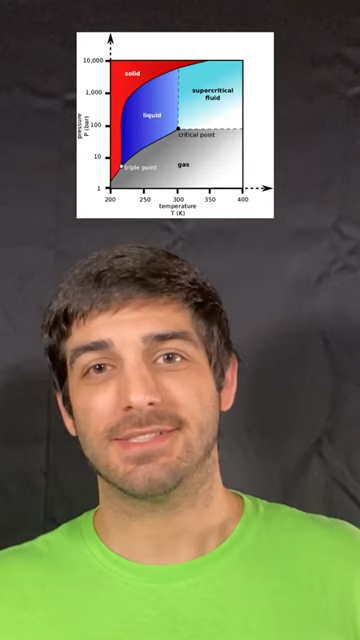 10,000
solid
supercritical
fluid
1,000
liquid
pressure
P (bar)
100
critical point
10
triple point
gas
1
200
250
300
350
400
temperature
T (K)